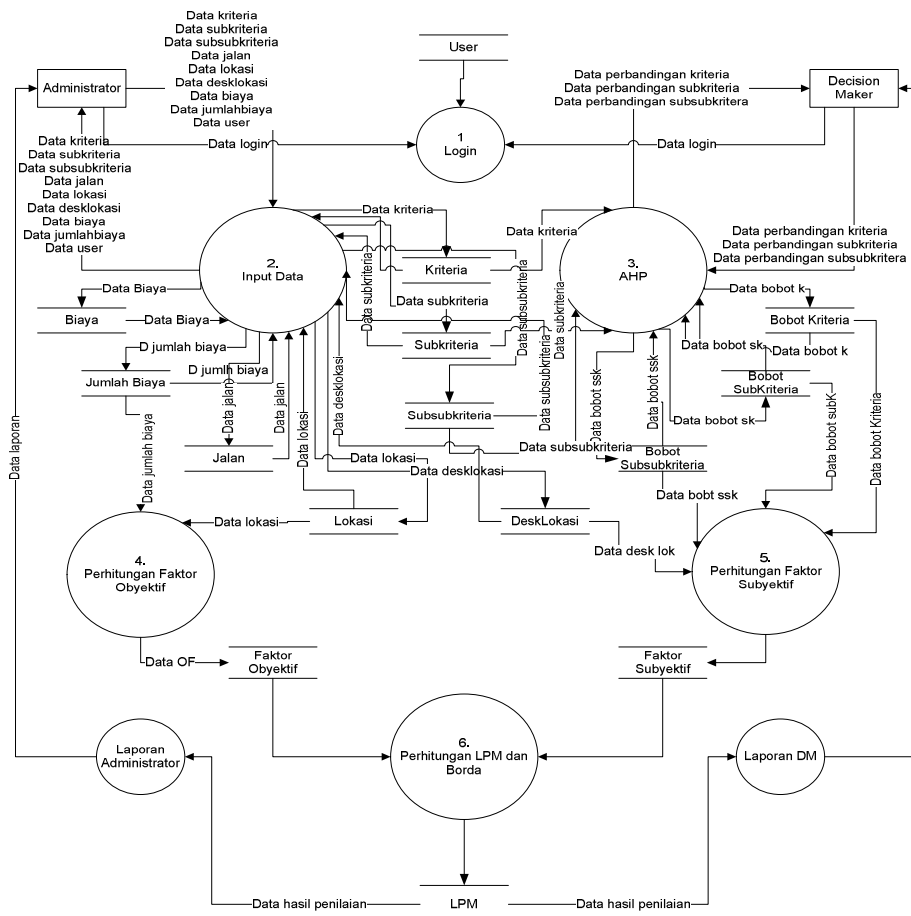 Data kriteria
Data subkriteria
Data subsubkriteria
Data jalan
Data lokasi
Data desklokasi
Data biaya
Data jumlahbiaya
Data user
User
Data perbandingan kriteria
Data perbandingan subkriteria
Data perbandingan subsubkritera
Administrator
Decision
Maker
1
Login
Data login
Data login
Data kriteria
Data subkriteria
Data subsubkriteria
Data jalan
Data lokasi
Data desklokasi
Data biaya
Data jumlahbiaya
Data user
2.
Input Data
Data kriteria
Kriteria
Data kriteria
3.
AHP
Data perbandingan kriteria
Data perbandingan subkriteria
Data perbandingan subsubkritera
Data subkriteria
Data subkriteria
Data subsubkriteria
Data subkriteria
Data Biaya
Biaya
Data Biaya
Data bobot k
Bobot Kriteria
Data bobot k
D jumlah biaya
D jumlh biaya
Jumlah Biaya
Subkriteria
Data bobot sk
Bobot
SubKriteria
Data bobot sk
Data jalan
Data jalan
Data lokasi
Data desklokasi
Subsubkriteria
Data subsubkriteria
Data subsubkriteria
Data bobot ssk
Data bobot ssk
Data bobot subK
Data bobot Kriteria
Data laporan
Data jumlah biaya
Jalan
Data lokasi
Data desklokasi
Bobot
Subsubkriteria
Data bobt ssk
Data lokasi
Lokasi
DeskLokasi
Data desk lok
4.
Perhitungan Faktor
Obyektif
5.
Perhitungan Faktor
Subyektif
Data OF
Faktor
Obyektif
Faktor
Subyektif
6.
Perhitungan LPM dan
Borda
Laporan
Administrator
Laporan DM
Data hasil penilaian
LPM
Data hasil penilaian